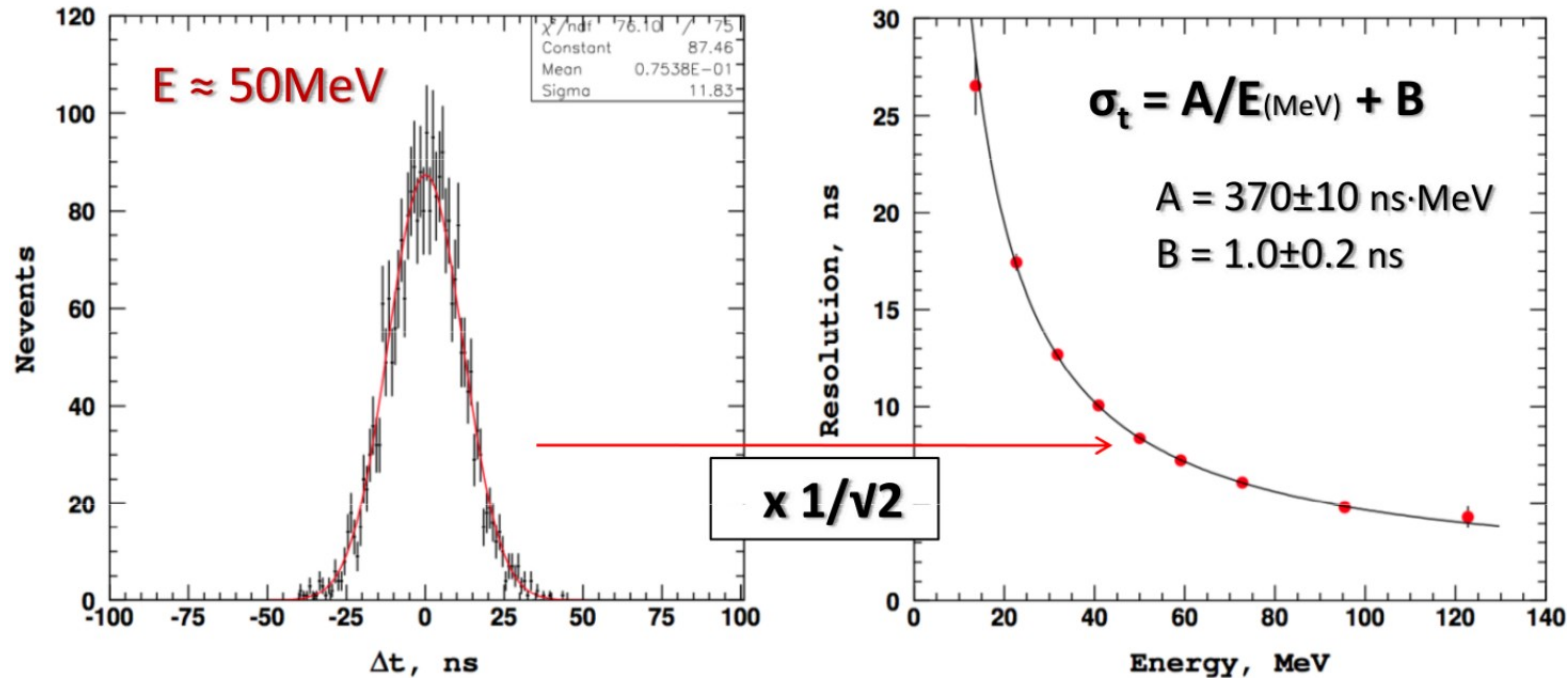 120
100
80
60
40
20
0
Nevents
E ≈ 50MeV
χ²/ndf 76.10 / 75
Constant 87.46
Mean 0.7538E-01
Sigma 11.83
-100 -75 -50 -25 0 25 50 75 100
Δt, ns
x 1/√2
30
25
20
15
10
5
0
Resolution, ns
σt = A/E(MeV) + B
A = 370±10 ns·MeV
B = 1.0±0.2 ns
0 20 40 60 80 100 120 140
Energy, MeV